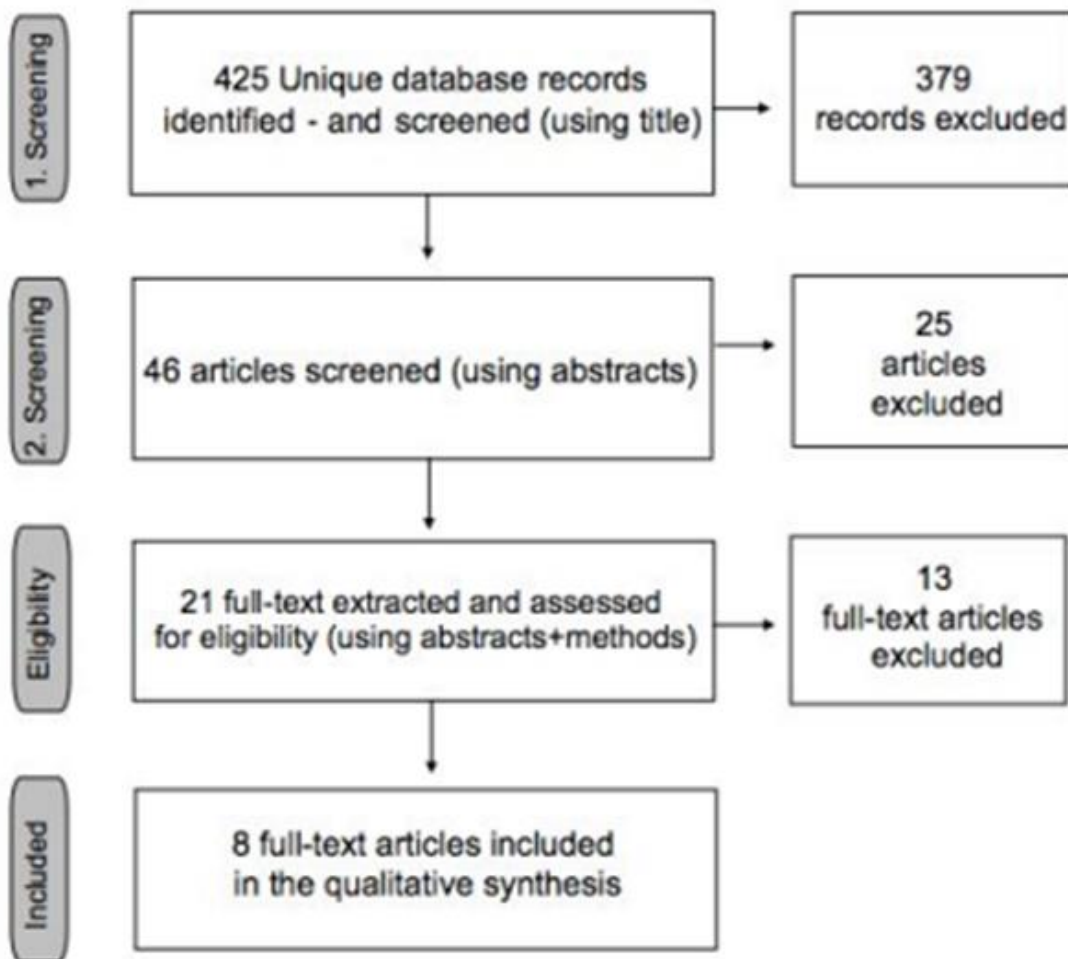 1. Screening
425 Unique database records
identified - and screened (using title)
379
records excluded
2. Screening
46 articles screened (using abstracts)
25
articles
excluded
Eligibility
21 full-text extracted and assessed
for eligibility (using abstracts+methods)
13
full-text articles
excluded
Included
8 full-text articles included
in the qualitative synthesis